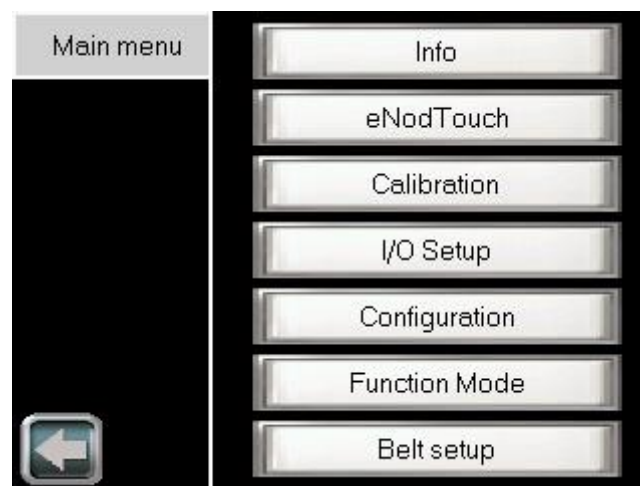 Main menu
Info
eNodTouch
Calibration
I/O Setup
Configuration
Function Mode
Belt setup